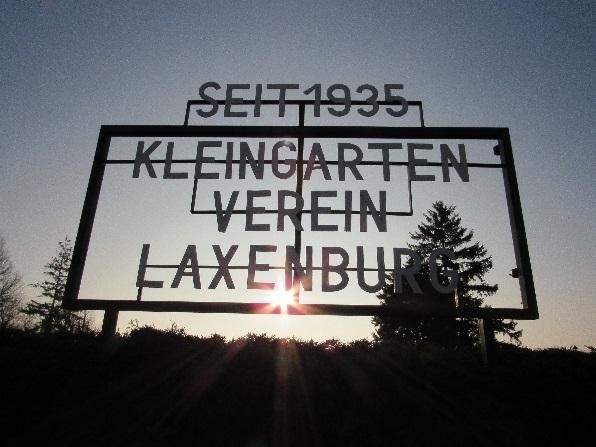 SEIT 1935
KLEINGARTEN
VEREIN
LAXENBURG